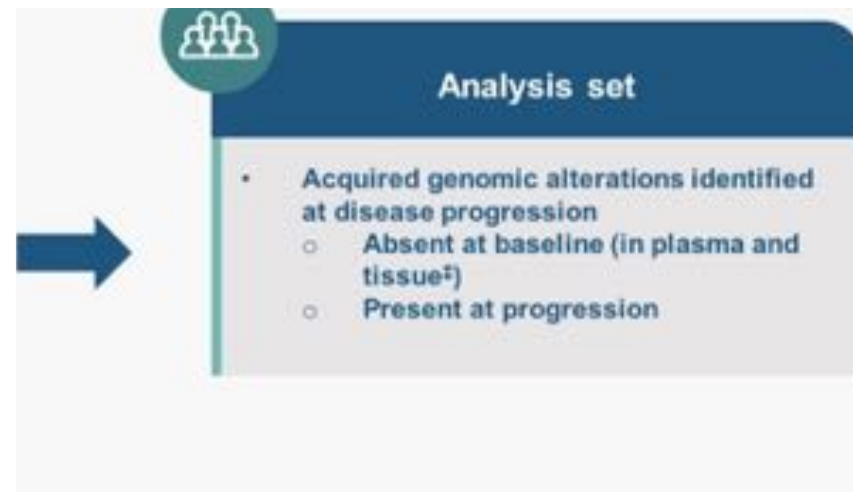 Analysis set
• Acquired genomic alterations identified
at disease progression
o Absent at baseline (in plasma and
tissue‡)
o Present at progression